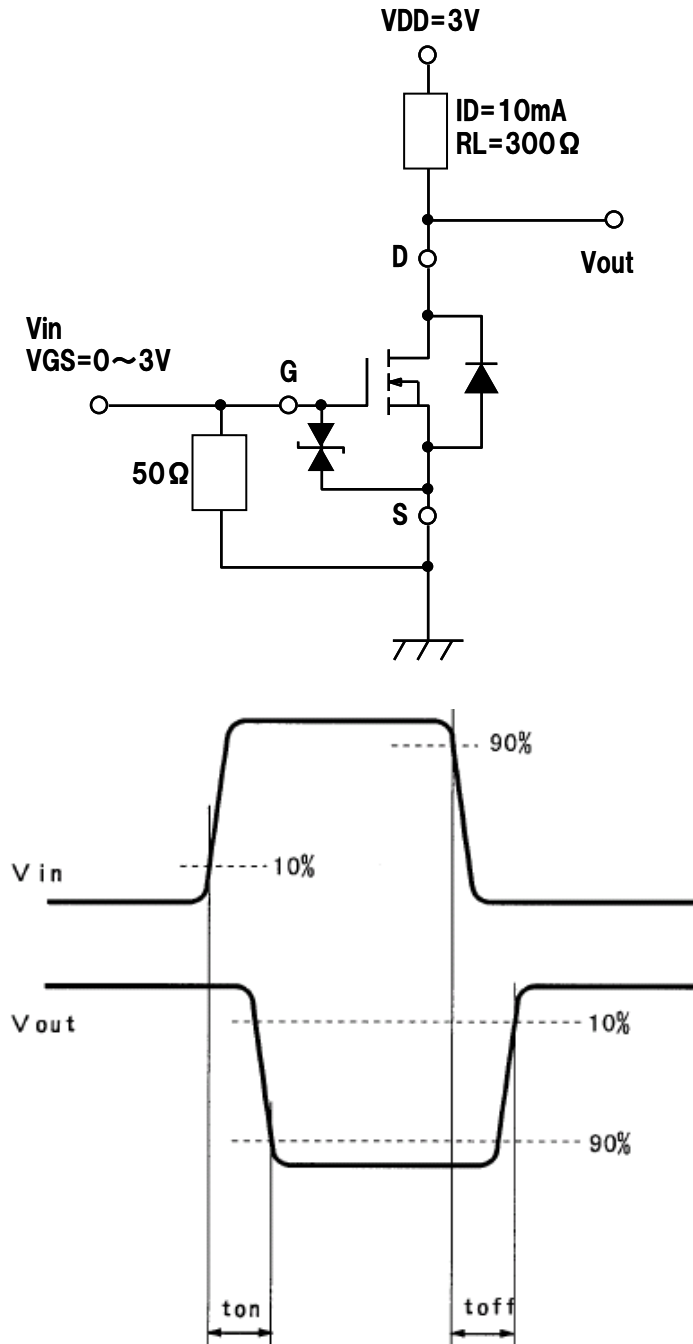 VDD=3V
ID=10mA
RL=300Ω
D
Vout
Vin
VGS=0～3V
G
50Ω
S
90%
Vin
10%
Vout
10%
90%
ton
toff